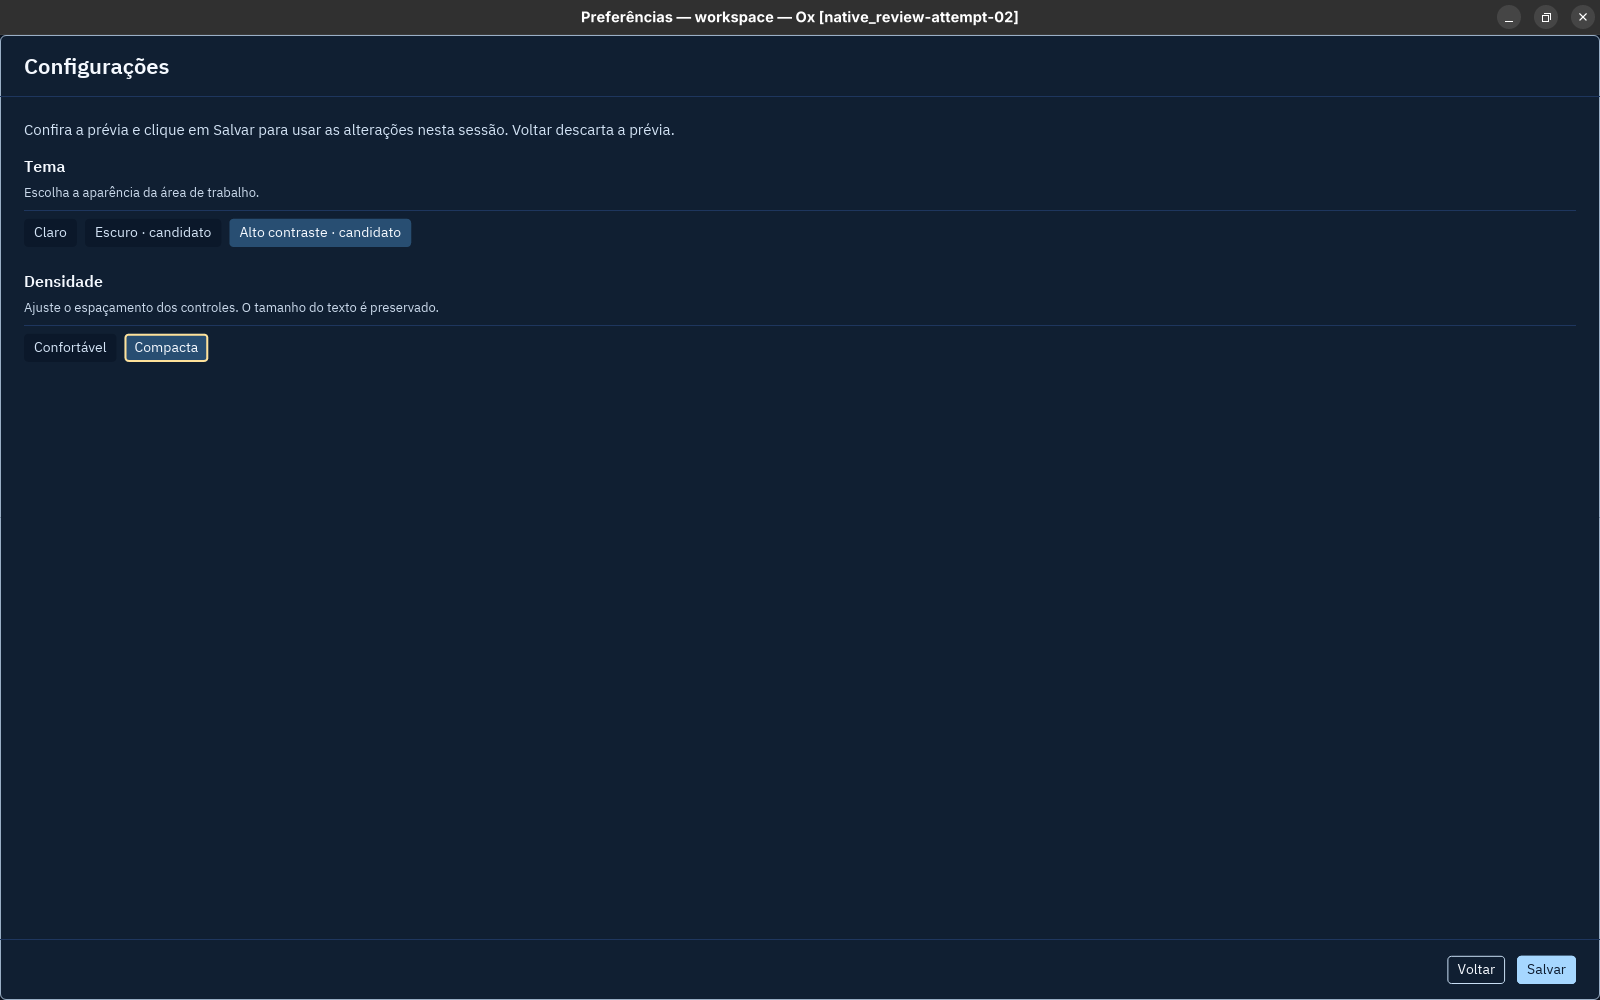 Preferências — workspace — Ox [native_review-attempt-02]
Configurações
Confira a prévia e clique em Salvar para usar as alterações nesta sessão. Voltar descarta a prévia.
Tema
Escolha a aparência da área de trabalho.
Claro Escuro · candidato Alto contraste · candidato
Densidade
Ajuste o espaçamento dos controles. O tamanho do texto é preservado.
Confortável Compacta
Voltar Salvar